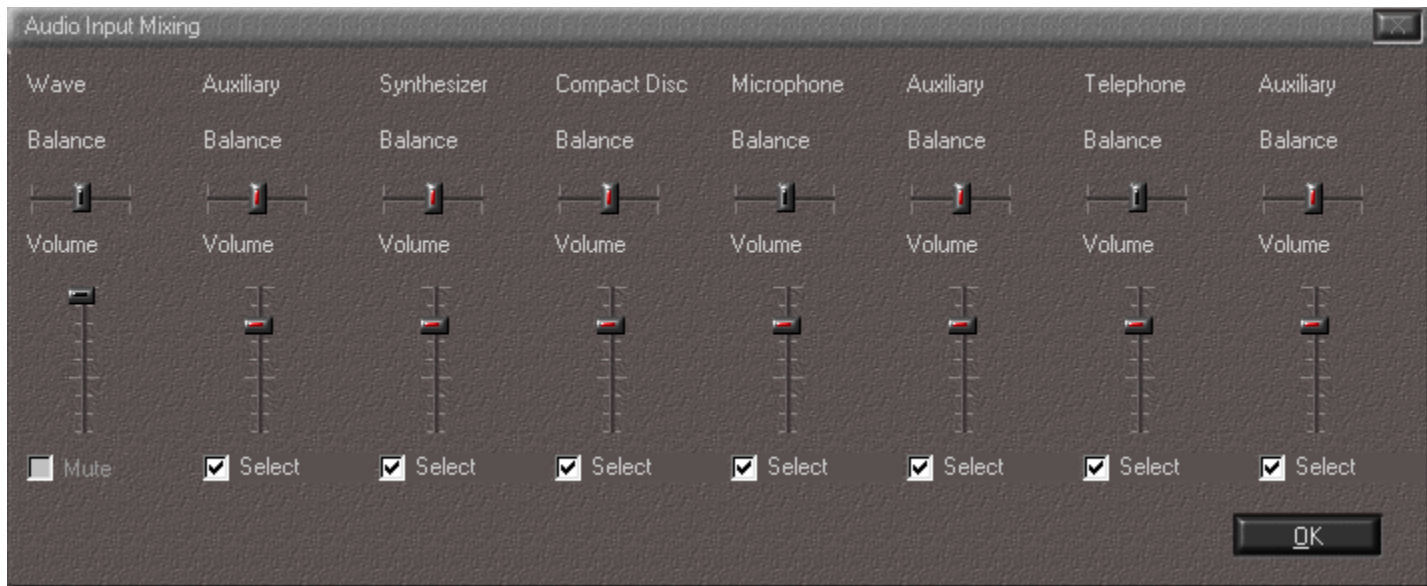 Audio Input Mixing
Wave Auxiliary Synthesizer Compact Disc Microphone Auxiliary Telephone Auxiliary
Balance Balance Balance Balance Balance Balance Balance Balance
Volume Volume Volume Volume Volume Volume Volume Volume
Mute Select Select Select Select Select Select Select
OK